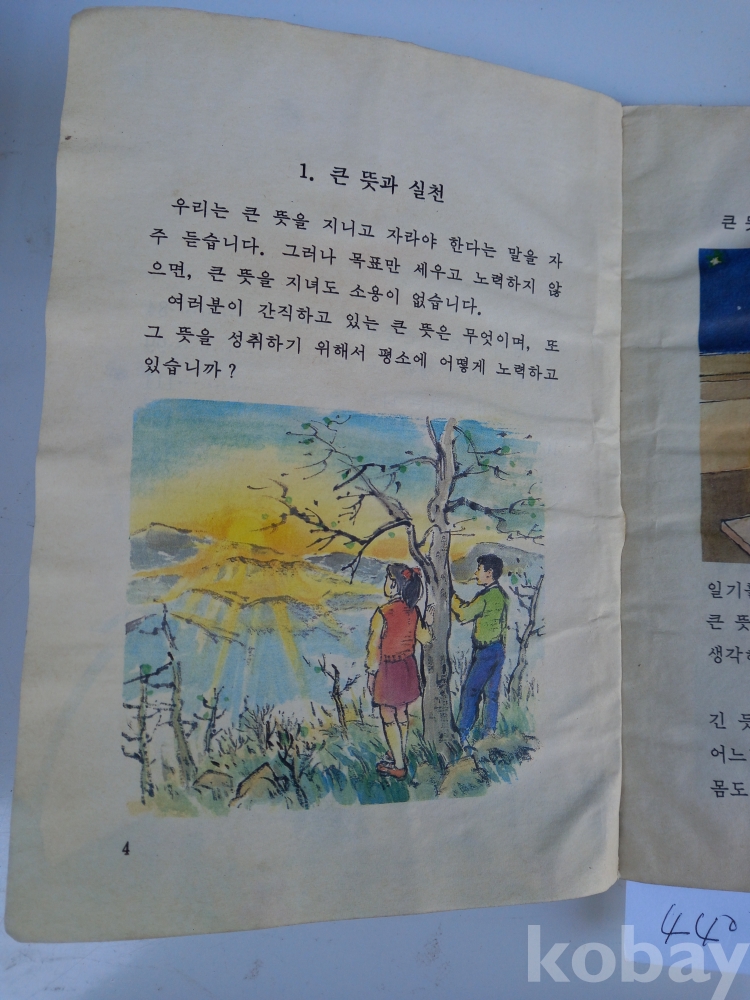 1. 큰 뜻과 실천
우리는 큰 뜻을 지니고 자라야 한다는 말을 자
주 듣습니다. 그러나 목표만 세우고 노력하지 않
으면, 큰 뜻을 지녀도 소용이 없습니다.
여러분이 간직하고 있는 큰 뜻은 무엇이며, 또
그 뜻을 성취하기 위해서 평소에 어떻게 노력하고
있습니까?
4
큰
일기
큰 뜻
생각
긴 뜻
어느
몸도
440
kobay